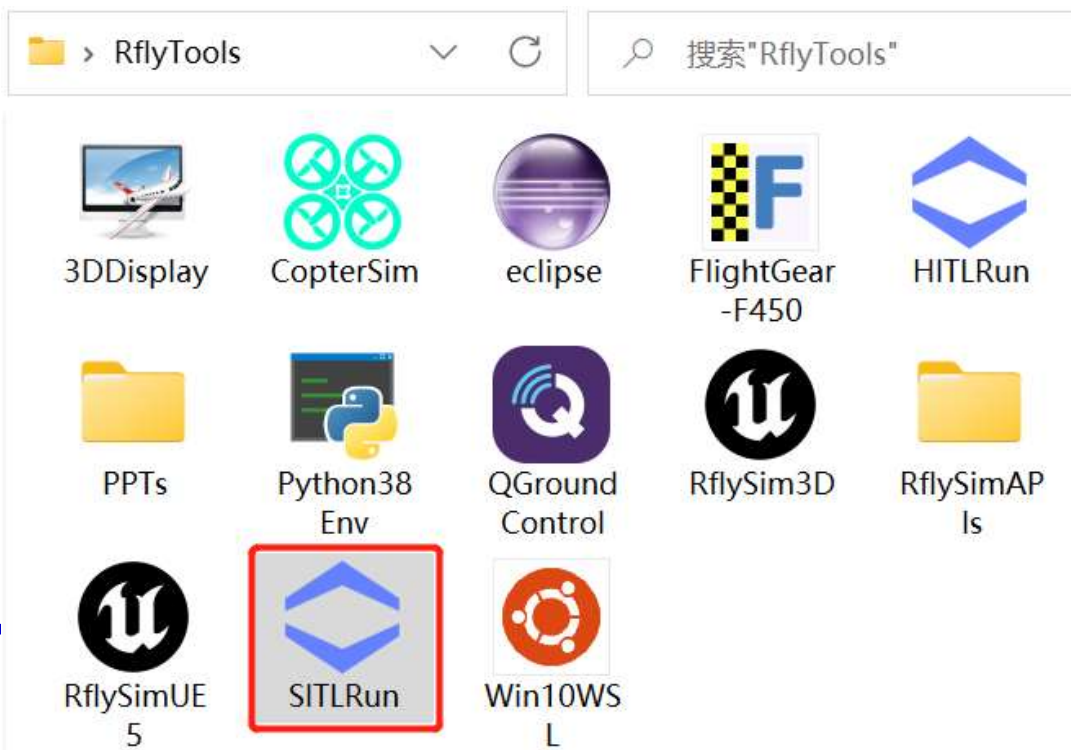 RflyTools
搜索"RflyTools"
3DDisplay
CopterSim
eclipse
FlightGear
-F450
HITLRun
PPTs
Python38
Env
QGround
Control
RflySim3D
RflySimAP
Is
RflySimUE
5
SITLRun
Win10WS
L